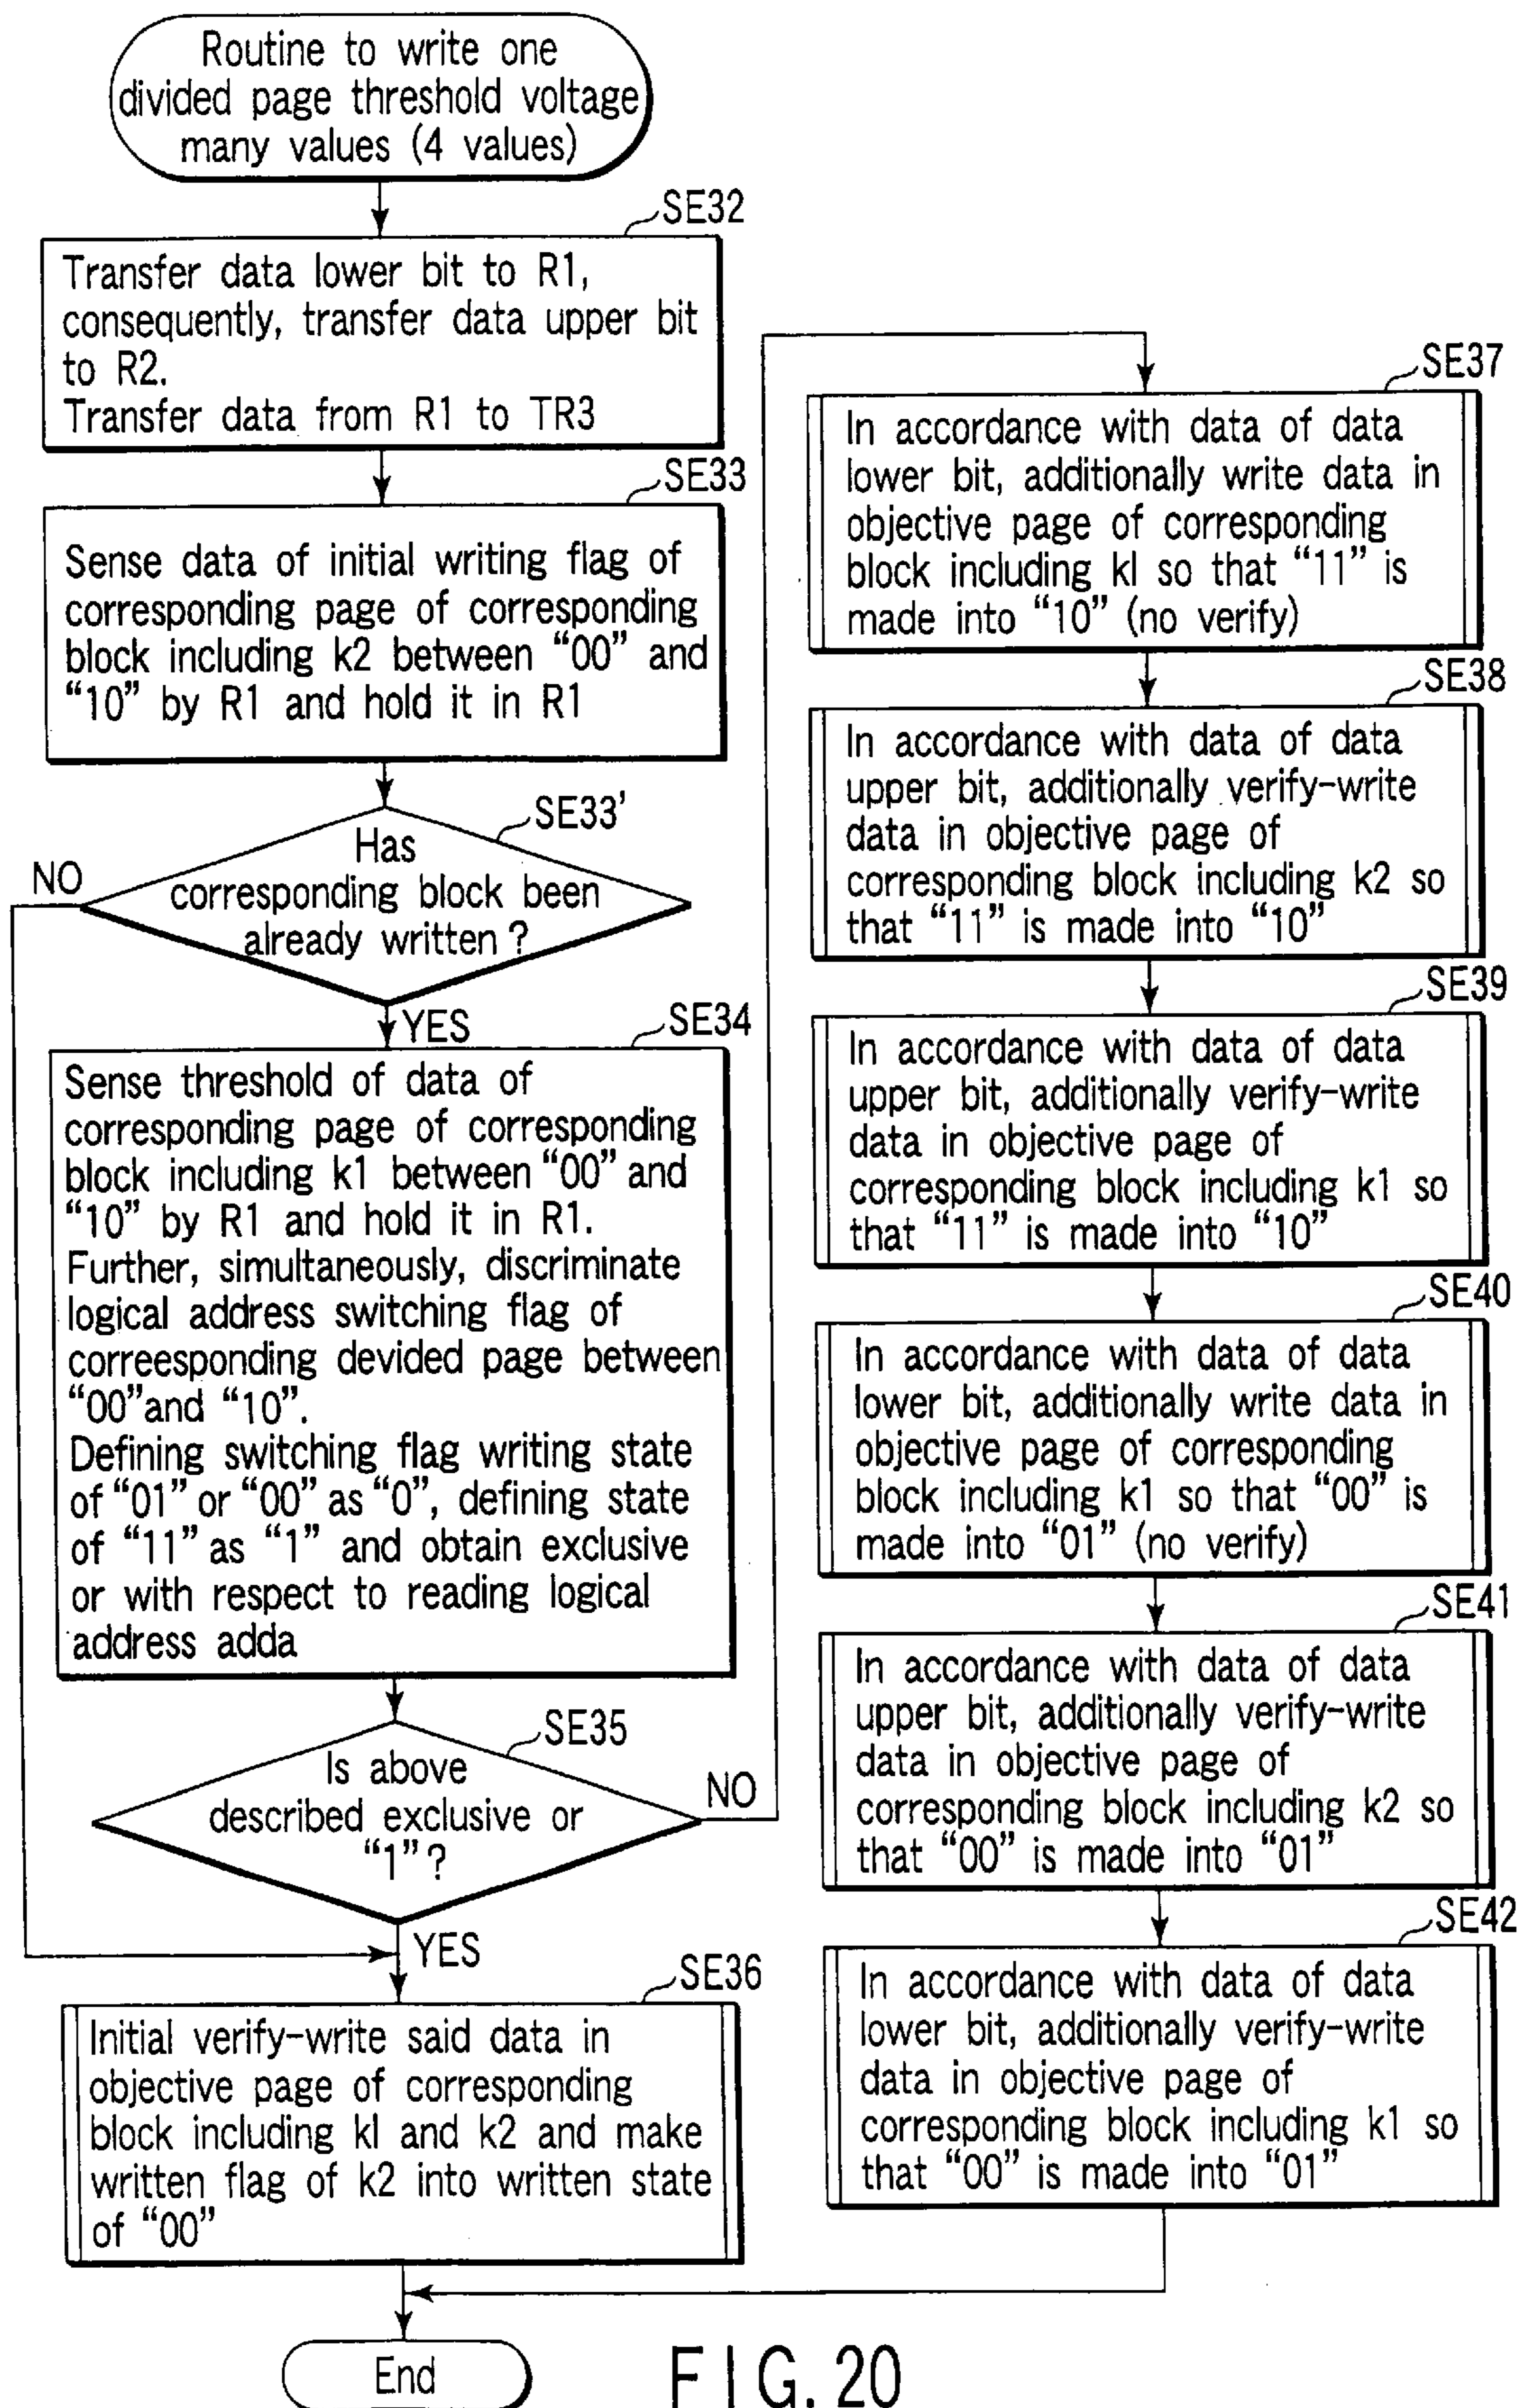 Routine to write one
divided page threshold voltage
many values (4 values)
SE32
Transfer data lower bit to R1,
consequently, transfer data upper bit
to R2.
Transfer data from R1 to TR3
SE33
Sense data of initial writing flag of
corresponding page of corresponding
block including k2 between “00” and
“10” by R1 and hold it in R1
SE33'
Has
corresponding block been
already written ?
NO
YES
SE34
Sense threshold of data of
corresponding page of corresponding
block including k1 between “00” and
“10” by R1 and hold it in R1.
Further, simultaneously, discriminate
logical address switching flag of
correesponding devided page between
“00”and “10”.
Defining switching flag writing state
of “01” or “00” as “0”, defining state
of “11” as “1” and obtain exclusive
or with respect to reading logical
address adda
SE35
Is above
described exclusive or
“1” ?
NO
YES
SE36
Initial verify-write said data in
objective page of corresponding
block including kl and k2 and make
written flag of k2 into written state
of “00”
End
SE37
In accordance with data of data
lower bit, additionally write data in
objective page of corresponding
block including kl so that “11” is
made into “10” (no verify)
SE38
In accordance with data of data
upper bit, additionally verify-write
data in objective page of
corresponding block including k2 so
that “11” is made into “10”
SE39
In accordance with data of data
upper bit, additionally verify-write
data in objective page of
corresponding block including k1 so
that “11” is made into “10”
SE40
In accordance with data of data
lower bit, additionally write data in
objective page of corresponding
block including k1 so that “00” is
made into “01” (no verify)
SE41
In accordance with data of data
upper bit, additionally verify-write
data in objective page of
corresponding block including k2 so
that “00” is made into “01”
SE42
In accordance with data of data
lower bit, additionally verify-write
data in objective page of
corresponding block including k1 so
that “00” is made into “01”
FIG. 20